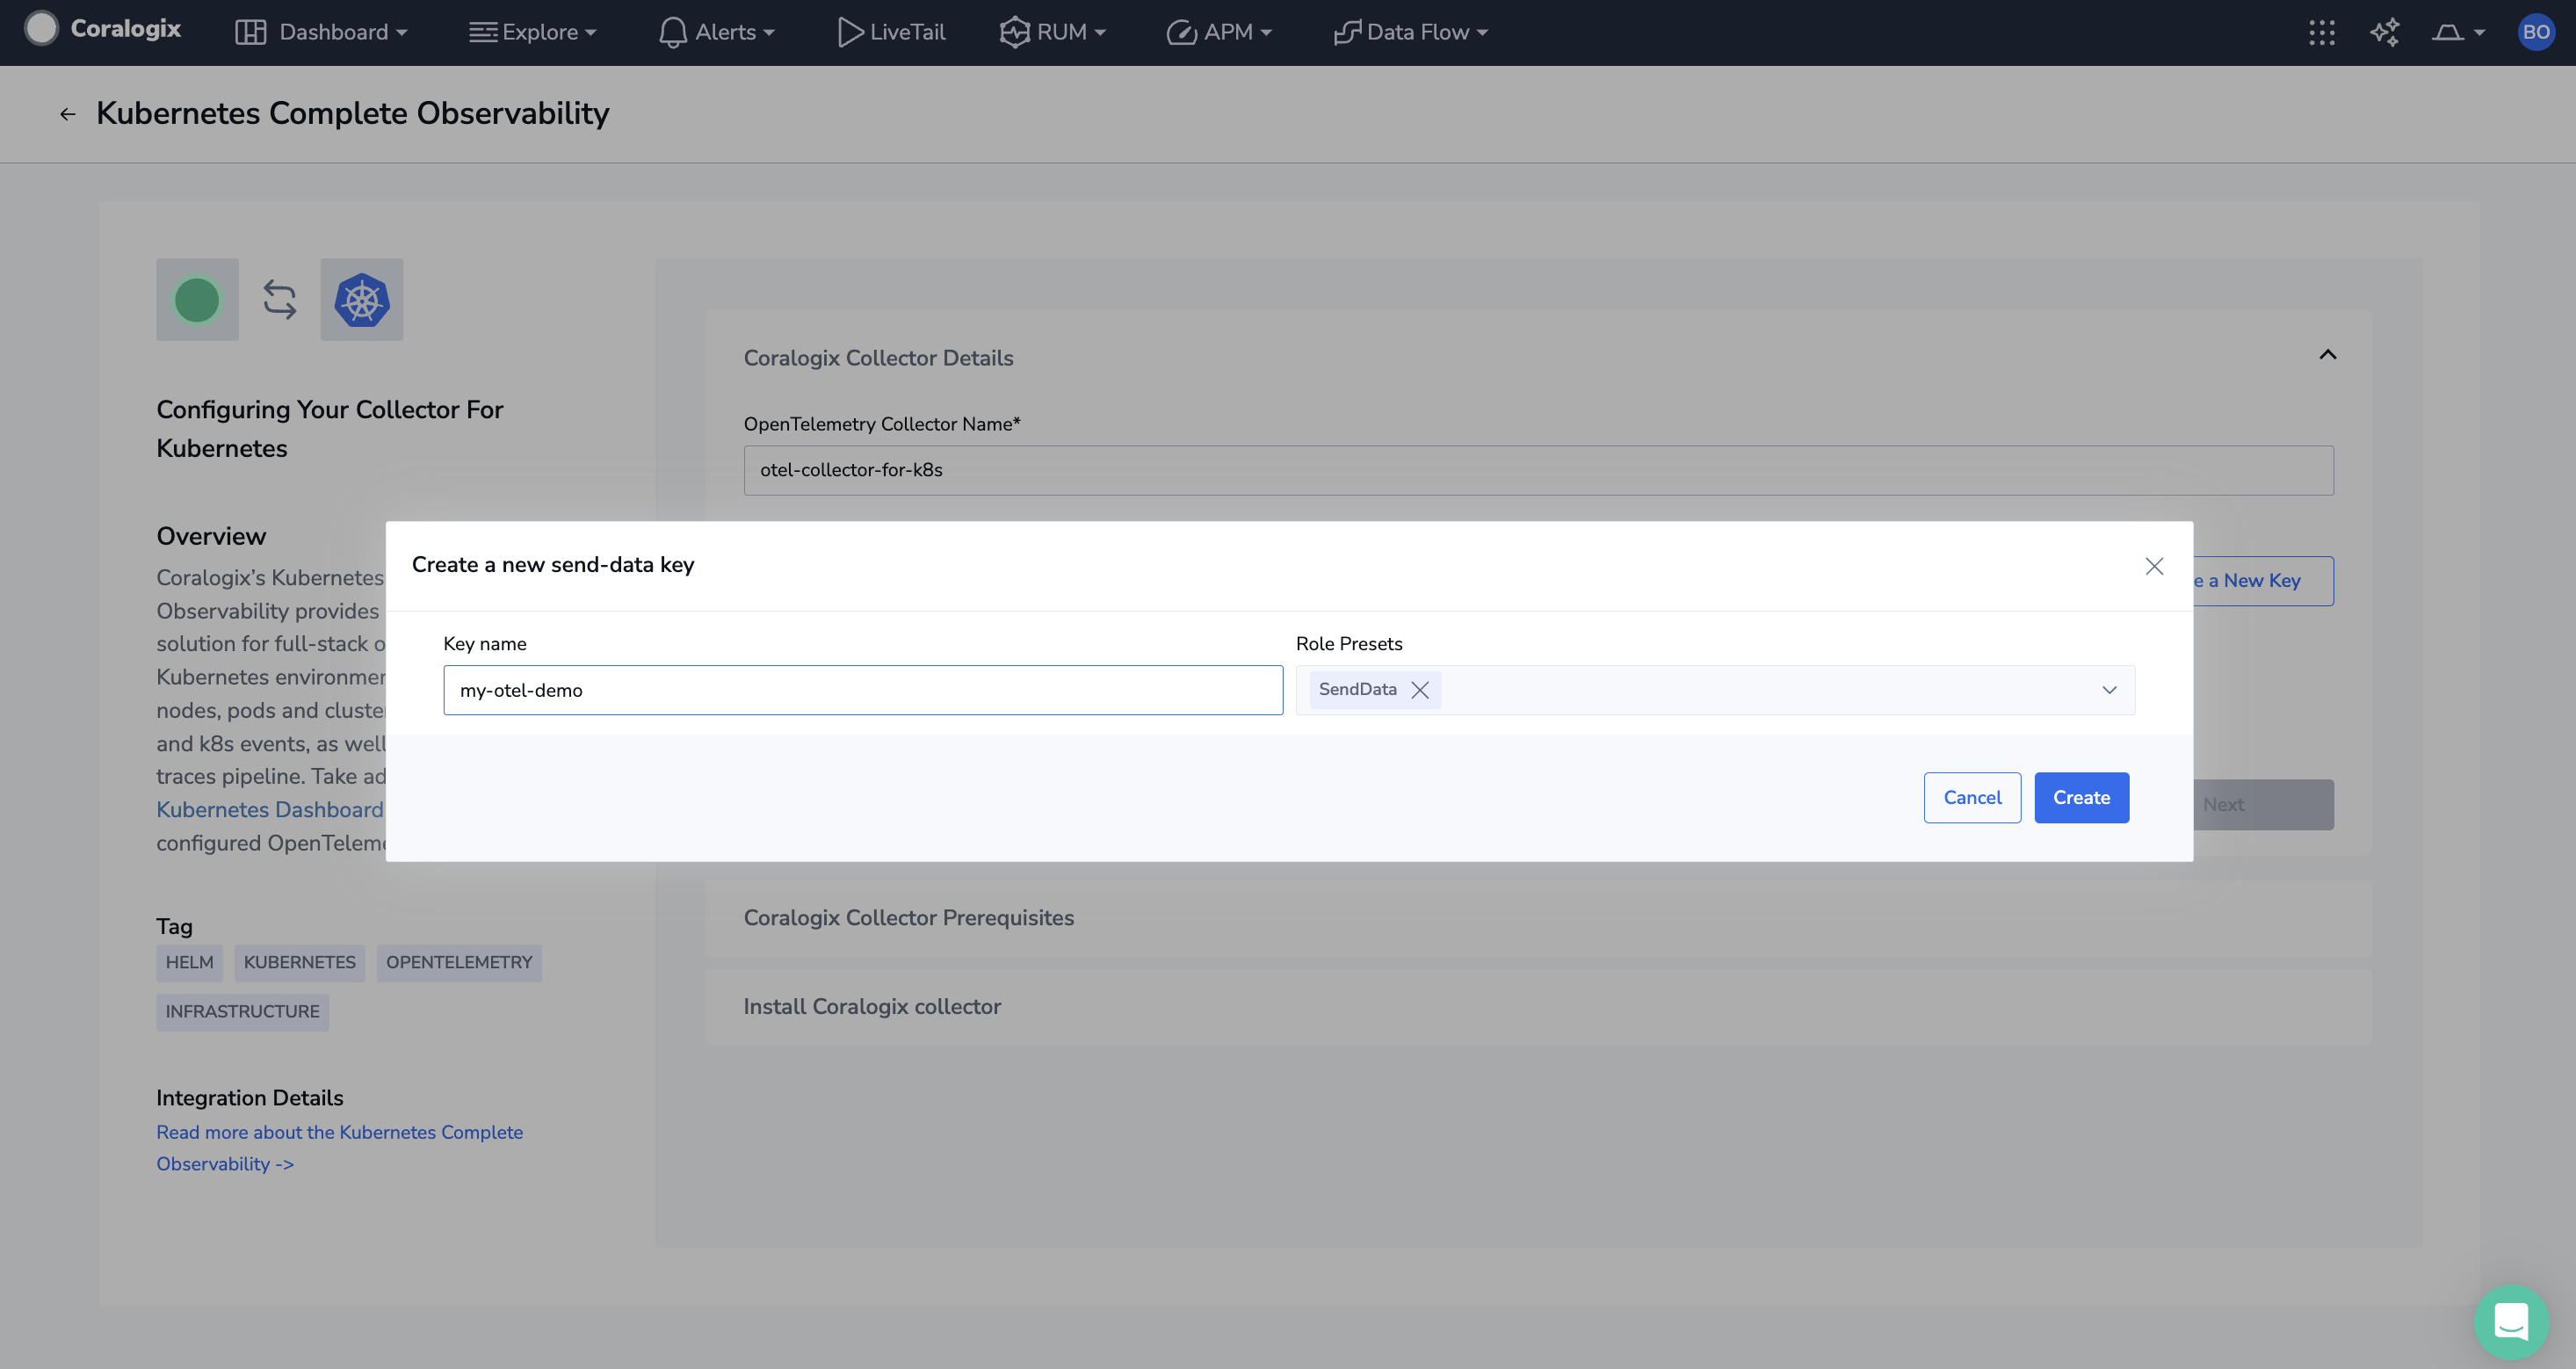 Coralogix
Dashboard
Explore
Alerts
LiveTail
RUM
APM
Data Flow
BO
Kubernetes Complete Observability
Configuring Your Collector For
Kubernetes
Overview
Coralogix's Kubernetes
Observability provides
solution for full-stack o
Kubernetes environmen
nodes, pods and cluste
and k8s events, as well
traces pipeline. Take ad
Kubernetes Dashboard
configured OpenTeleme
Tag
HELM
KUBERNETES
OPENTELEMETRY
INFRASTRUCTURE
Integration Details
Read more about the Kubernetes Complete
Observability ->
Coralogix Collector Details
OpenTelemetry Collector Name*
otel-collector-for-k8s
e a New Key
Create a new send-data key
Key name
my-otel-demo
Role Presets
SendData
Cancel
Create
Next
Coralogix Collector Prerequisites
Install Coralogix collector